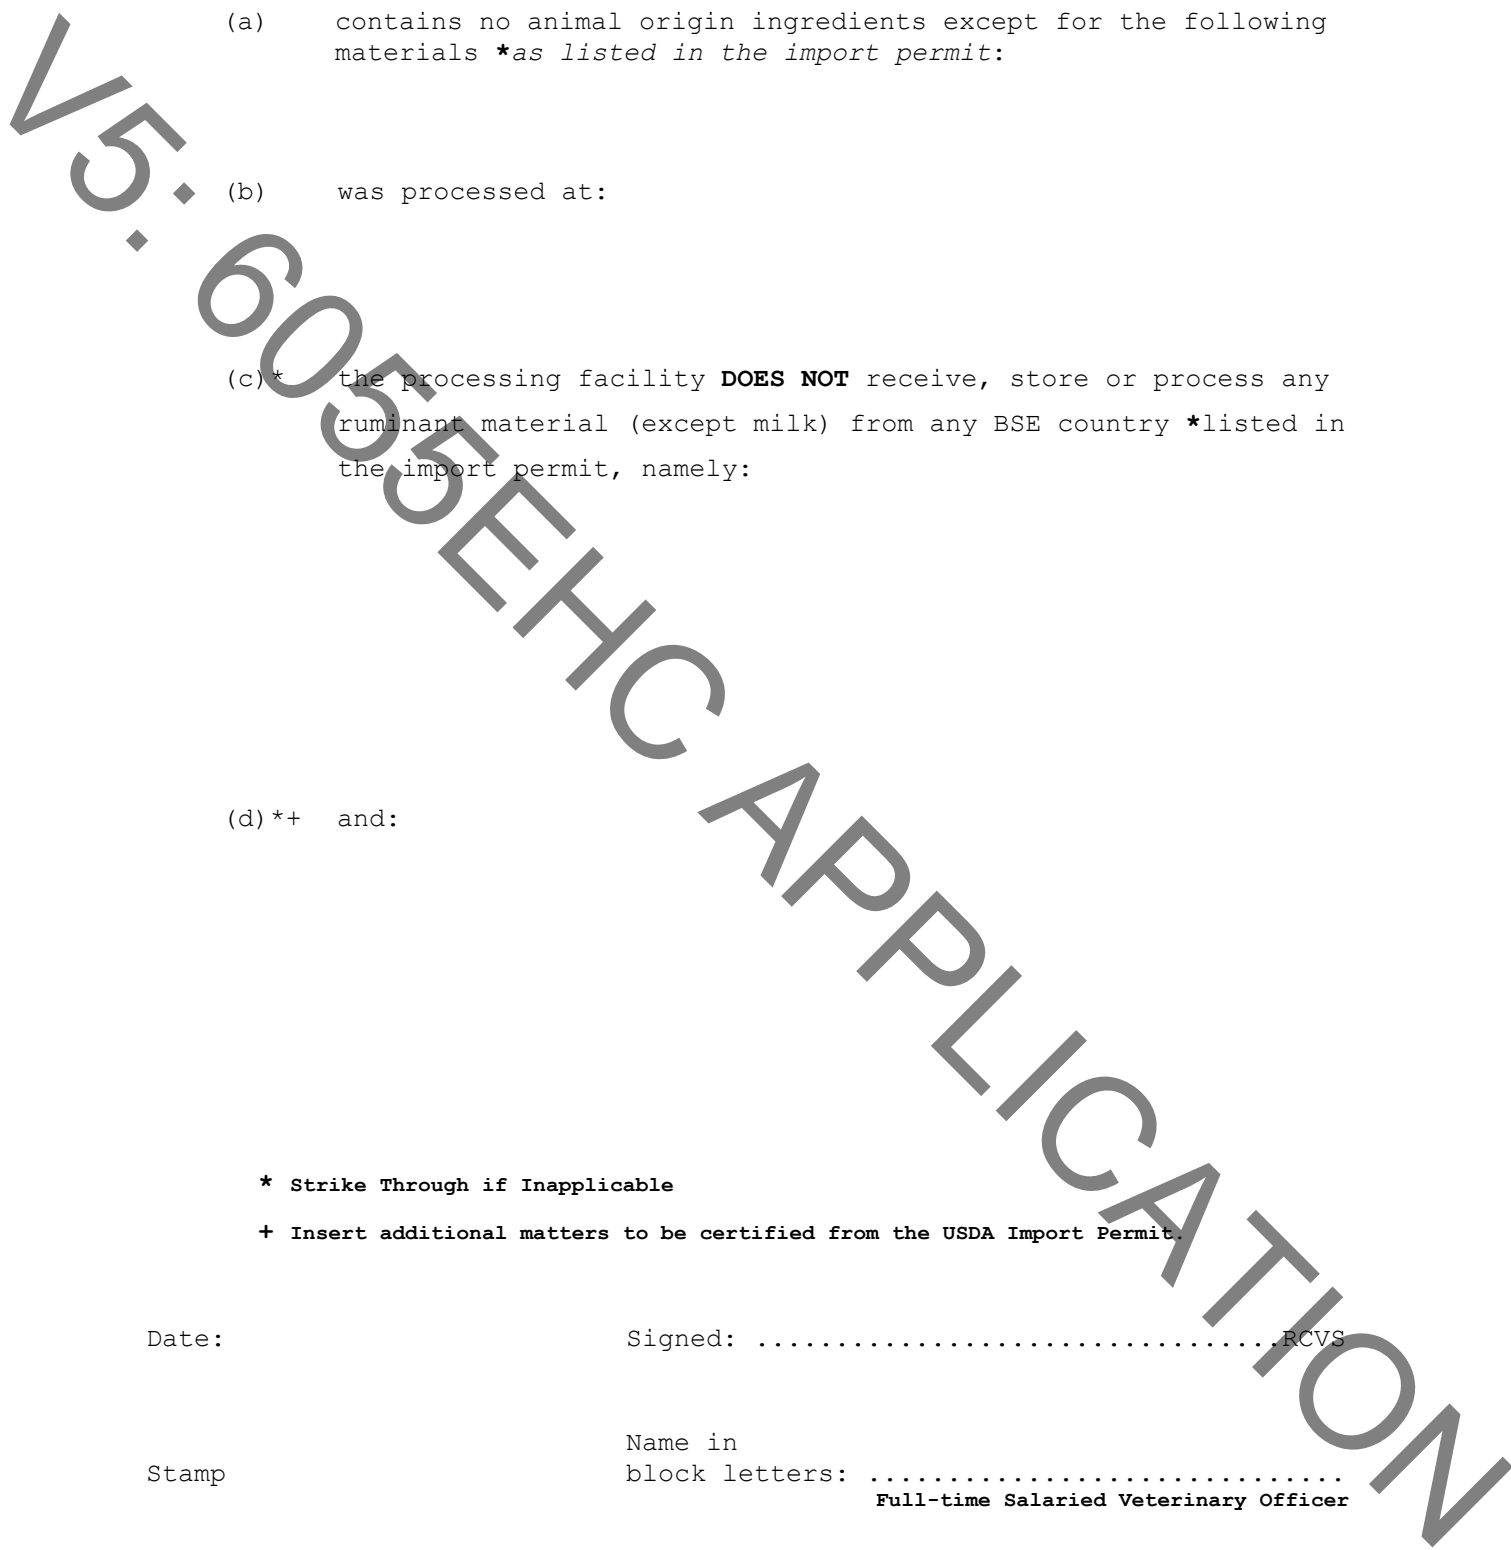 (a) contains no animal origin ingredients except for the following
materials *as listed in the import permit:
(b) was processed at:
(c)* the processing facility DOES NOT receive, store or process any
ruminant material (except milk) from any BSE country *listed in
the import permit, namely:
(d)*+ and:
* Strike Through if Inapplicable
+ Insert additional matters to be certified from the USDA Import Permit.
Date: Signed: .................................RCVS
Name in
Stamp block letters: ..............................
Full-time Salaried Veterinary Officer
V5: 6055EHC APPLICATION